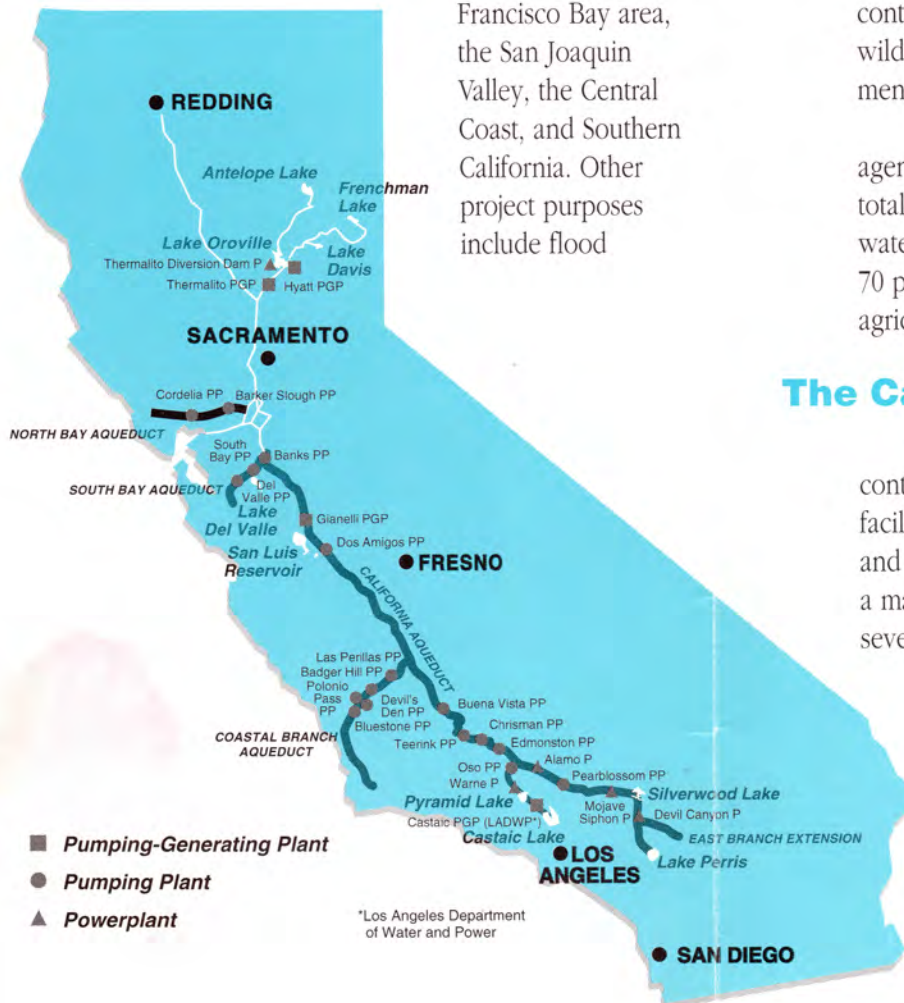 Francisco Bay area,
the San Joaquin
Valley, the Central
Coast, and Southern
California. Other
project purposes
include flood
cont
wild
men
agen
total
wate
70 p
agric
The Ca
cont
facil
and
a ma
seve
REDDING
Antelope Lake
Frenchman
Lake
Lake Oroville
Lake
Davis
Thermalito Diversion Dam P
Thermalito PGP
Hyatt PGP
SACRAMENTO
Cordelia PP
Barker Slough PP
NORTH BAY AQUEDUCT
South
Bay PP
Banks PP
SOUTH BAY AQUEDUCT
Del
Valle PP
Lake
Del Valle
Gianelli PGP
San Luis
Reservoir
Dos Amigos PP
FRESNO
CALIFORNIA AQUEDUCT
Las Perillas PP
Badger Hill PP
Polonio
Pass
PP
Devil's
Den PP
Bluestone PP
COASTAL BRANCH
AQUEDUCT
Buena Vista PP
Teerink PP
Chrisman PP
Edmonston PP
Oso PP
Alamo P
Warne P
Pearblossom PP
Pyramid Lake
Mojave
Siphon P
Silverwood Lake
Devil Canyon P
Castaic PGP (LADWP*)
Castaic Lake
EAST BRANCH EXTENSION
LOS
ANGELES
Lake Perris
Pumping-Generating Plant
Pumping Plant
Powerplant
*Los Angeles Department
of Water and Power
SAN DIEGO